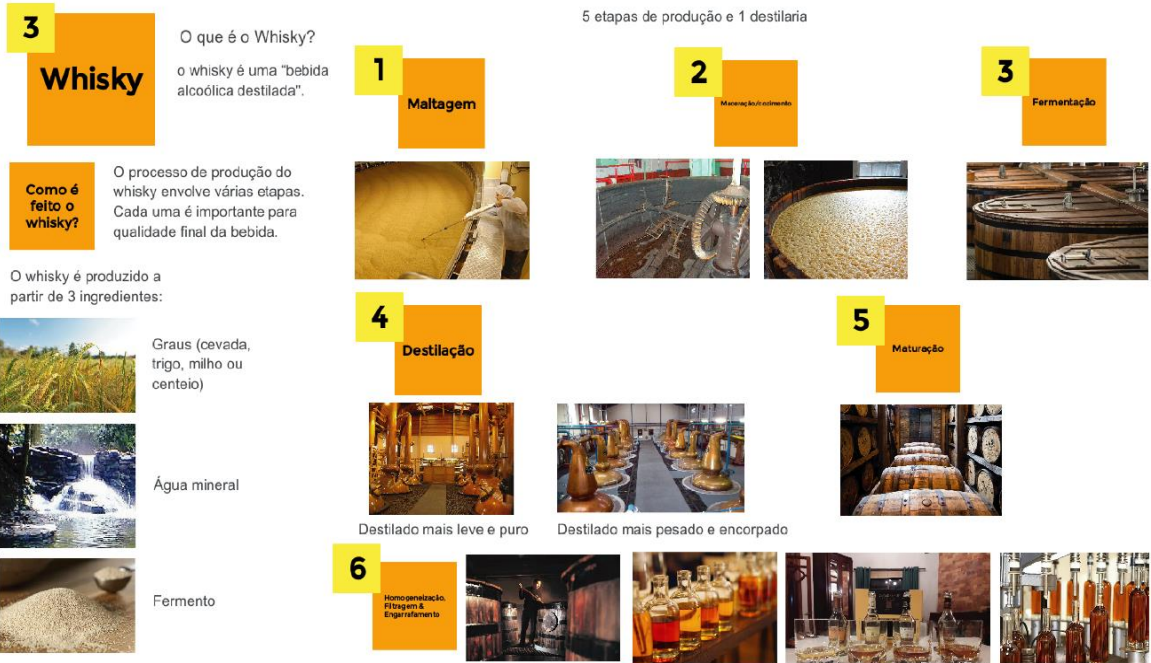 3
Whisky
O que é o Whisky?
o whisky é uma “bebida
alcoólica destilada”.
Como é
feito o
whisky?
O processo de produção do
whisky envolve várias etapas.
Cada uma é importante para
qualidade final da bebida.
O whisky é produzido a
partir de 3 ingredientes:
Graus (cevada,
trigo, milho ou
centeio)
Água mineral
Fermento
5 etapas de produção e 1 destilaria
1
Maltagem
2
Maceração/cozimento
3
Fermentação
4
Destilação
Destilado mais leve e puro
Destilado mais pesado e encorpado
5
Maturação
6
Homogeneização,
Filtragem &
Engarrafamento